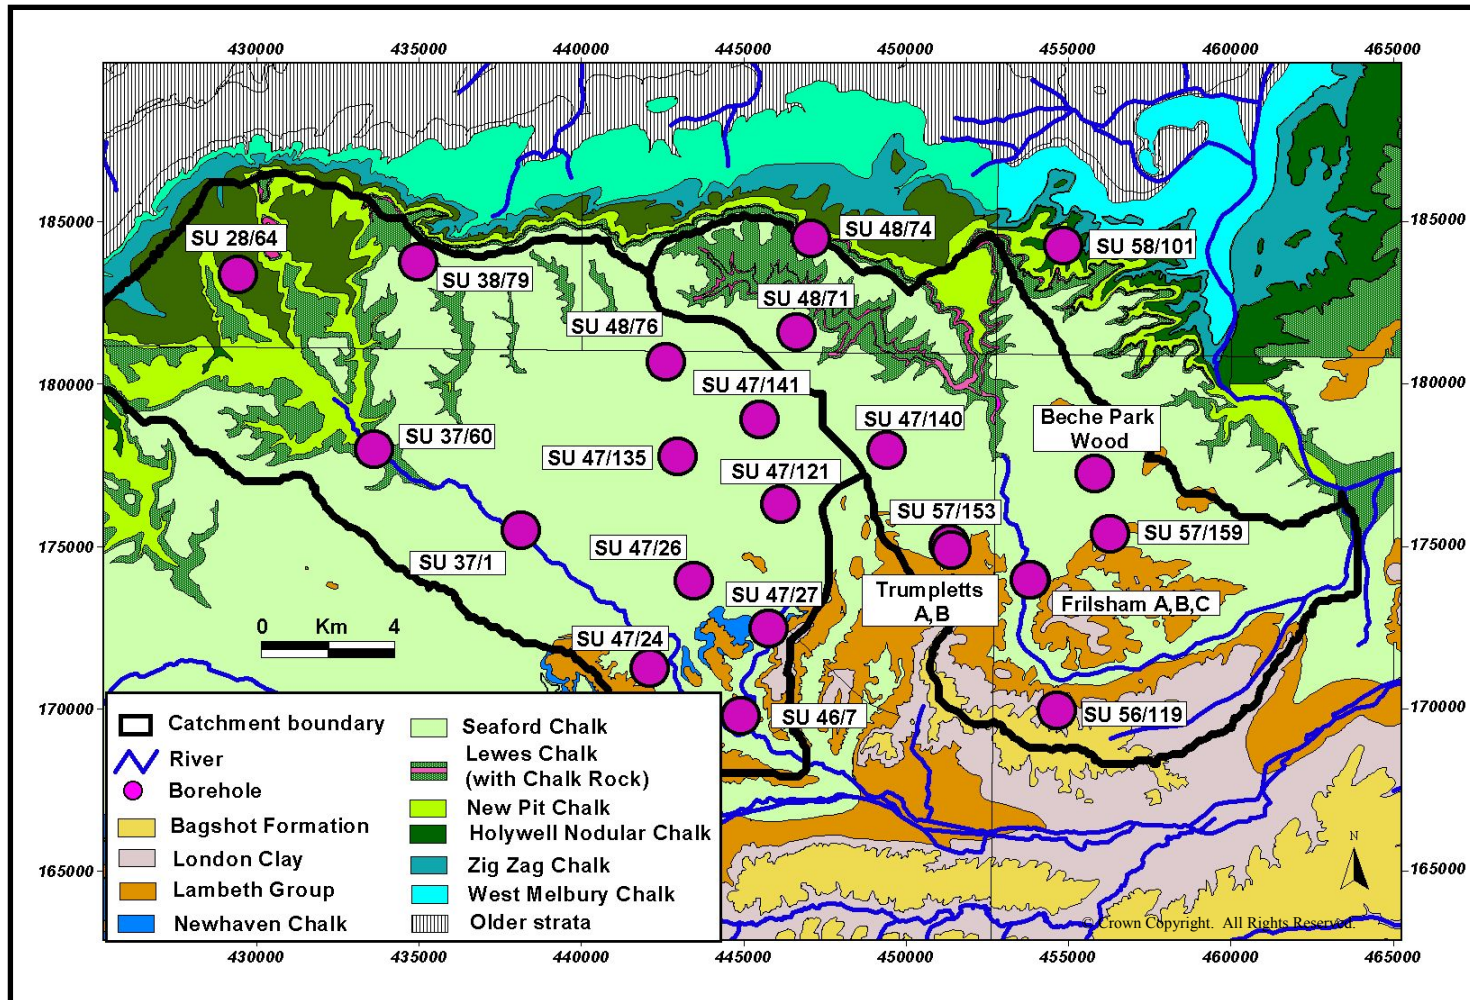 430000 435000 440000 445000 450000 455000 460000 465000
185000 185000
180000 180000
175000 175000
170000 170000
165000 165000
SU 28/64
SU 38/79
SU 48/74
SU 58/101
SU 48/71
SU 48/76
SU 47/141
SU 47/140
Beche Park
Wood
SU 37/60
SU 47/135
SU 47/121
SU 57/153
SU 57/159
SU 37/1
SU 47/26
SU 47/27
Trumpletts
A,B
Frilsham A,B,C
SU 47/24
SU 46/7
SU 56/119
0 Km 4
Catchment boundary
River
Borehole
Bagshot Formation
London Clay
Lambeth Group
Newhaven Chalk
Seaford Chalk
Lewes Chalk
(with Chalk Rock)
New Pit Chalk
Holywell Nodular Chalk
Zig Zag Chalk
West Melbury Chalk
Older strata
N
© Crown Copyright. All Rights Reserved.
430000 435000 440000 445000 450000 455000 460000 465000